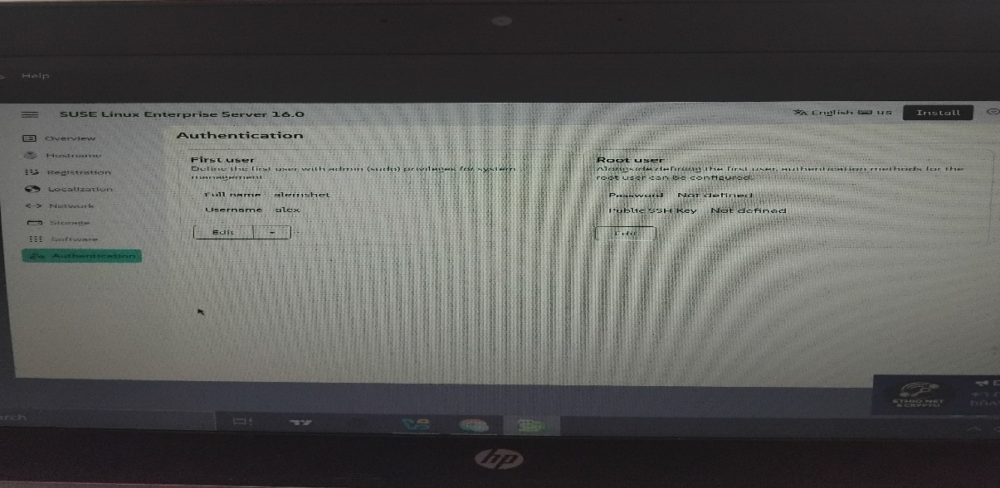 Help
SUSE Linux Enterprise Server 16.0
English us Install
Overview
Hostname
Registration
Localization
Network
Storage
Software
Authentication
Authentication
First user
Define the first user with admin (sudo) privileges for system
management.
Full name alemshet
Username alex
Edit
Root user
Alongside defining the first user, authentication methods for the
root user can be configured.
Password Not defined
Public SSH Key Not defined
Edit
ETHIO NET
& CRYPTO
hp